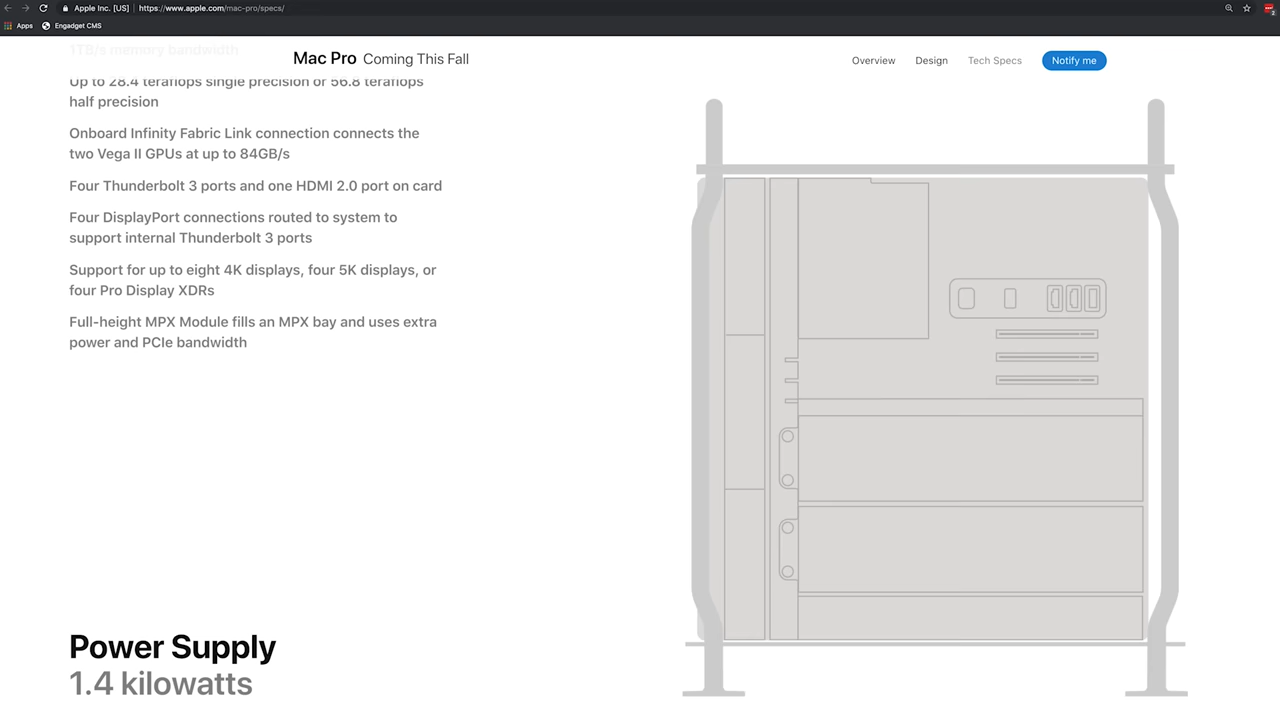 Apple Inc. [US] | https://www.apple.com/mac-pro/specs/
Apps Engadget CMS
1TB/s memory bandwidth
Mac Pro Coming This Fall
Overview Design Tech Specs Notify me
Up to 28.4 teraflops single precision or 56.8 teraflops
half precision
Onboard Infinity Fabric Link connection connects the
two Vega II GPUs at up to 84GB/s
Four Thunderbolt 3 ports and one HDMI 2.0 port on card
Four DisplayPort connections routed to system to
support internal Thunderbolt 3 ports
Support for up to eight 4K displays, four 5K displays, or
four Pro Display XDRs
Full-height MPX Module fills an MPX bay and uses extra
power and PCIe bandwidth
Power Supply
1.4 kilowatts